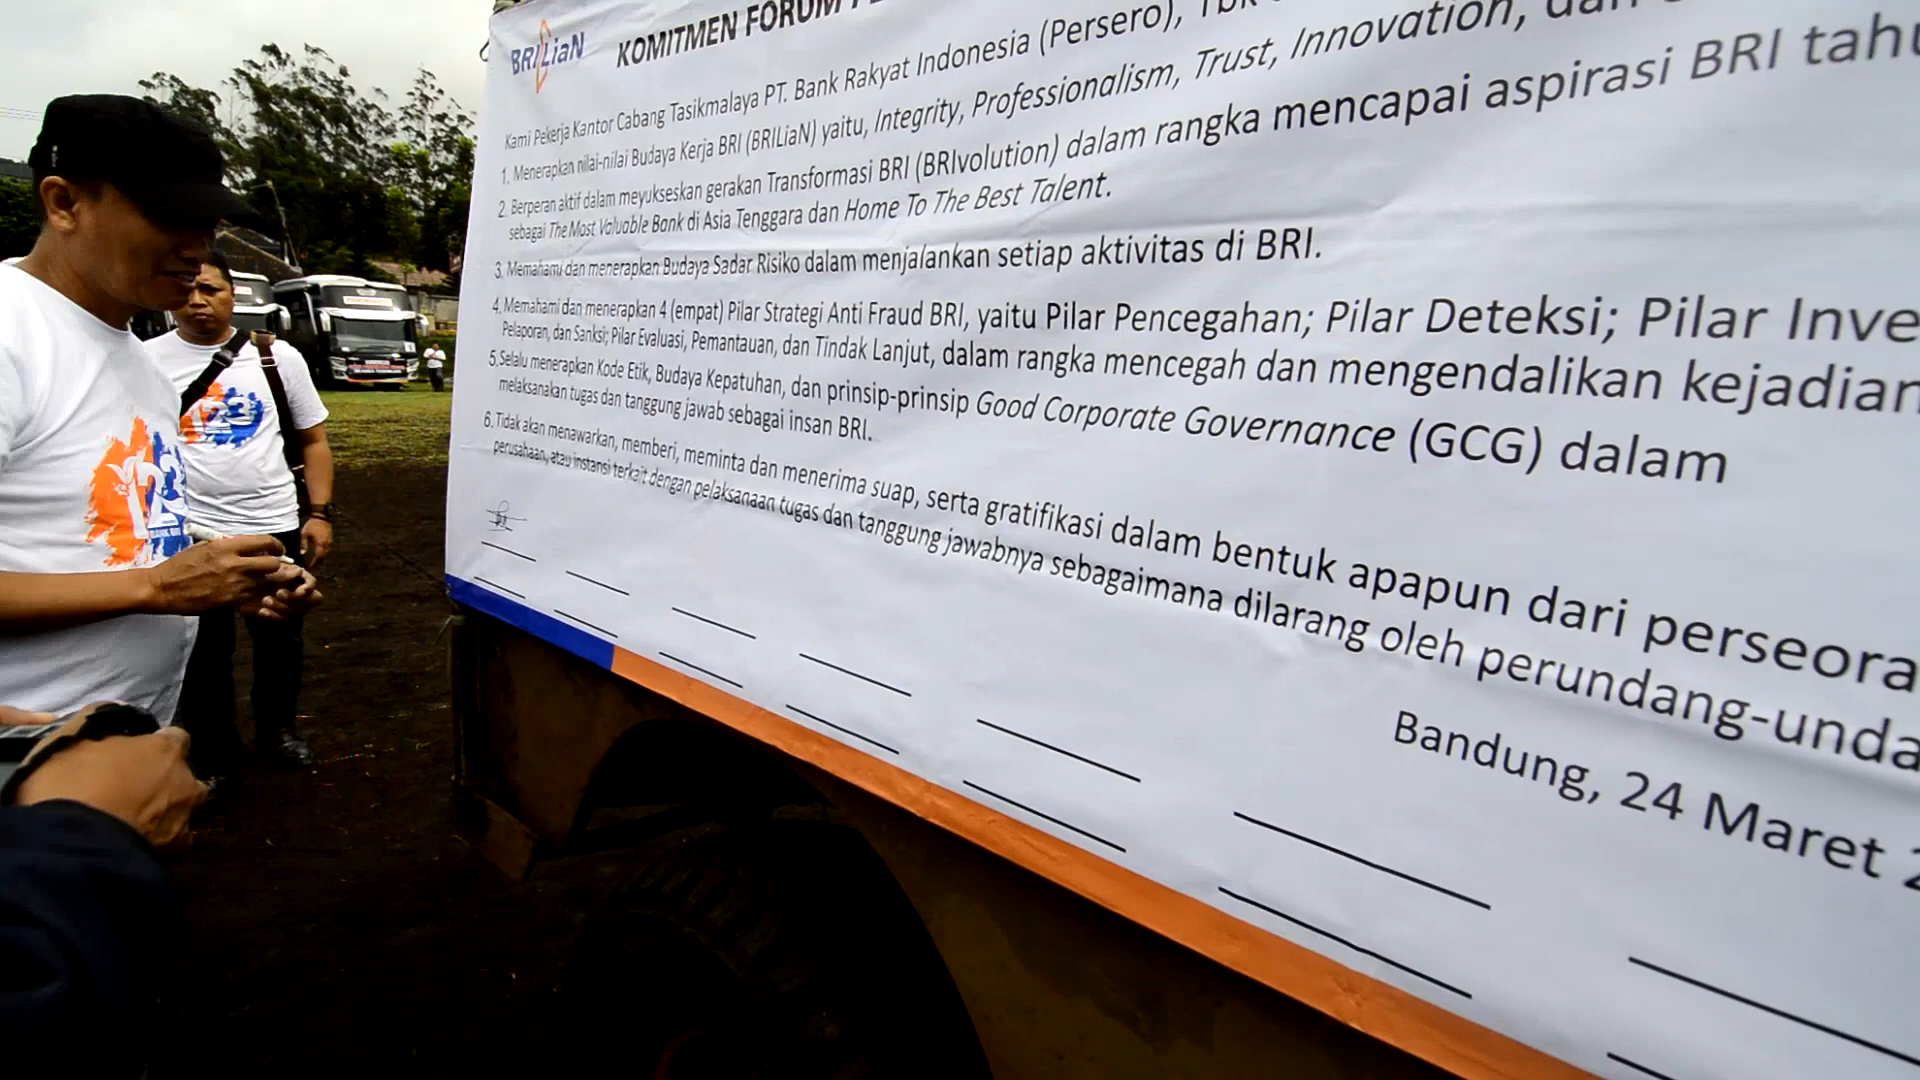 BRILiaN
KOMITMEN FORUM
Kami Pekerja Kantor Cabang Tasikmalaya PT. Bank Rakyat Indonesia (Persero), Tbk
1. Menerapkan nilai-nilai Budaya Kerja BRI (BRILiaN) yaitu, Integrity, Professionalism, Trust, Innovation, dan
2. Berperan aktif dalam meyukseskan gerakan Transformasi BRI (BRIvolution) dalam rangka mencapai aspirasi BRI tahu
sebagai The Most Valuable Bank di Asia Tenggara dan Home To The Best Talent.
3. Memahami dan menerapkan Budaya Sadar Risiko dalam menjalankan setiap aktivitas di BRI.
4. Memahami dan menerapkan 4 (empat) Pilar Strategi Anti Fraud BRI, yaitu Pilar Pencegahan; Pilar Deteksi; Pilar Inve
Pelaporan, dan Sanksi; Pilar Evaluasi, Pemantauan, dan Tindak Lanjut, dalam rangka mencegah dan mengendalikan kejadian
5. Selalu menerapkan Kode Etik, Budaya Kepatuhan, dan prinsip-prinsip Good Corporate Governance (GCG) dalam
melaksanakan tugas dan tanggung jawab sebagai insan BRI.
6. Tidak akan menawarkan, memberi, meminta dan menerima suap, serta gratifikasi dalam bentuk apapun dari perseora
perusahaan, atau instansi terkait dengan pelaksanaan tugas dan tanggung jawabnya sebagaimana dilarang oleh perundang-unda
Bandung, 24 Maret 2
123
BANK BRI
123